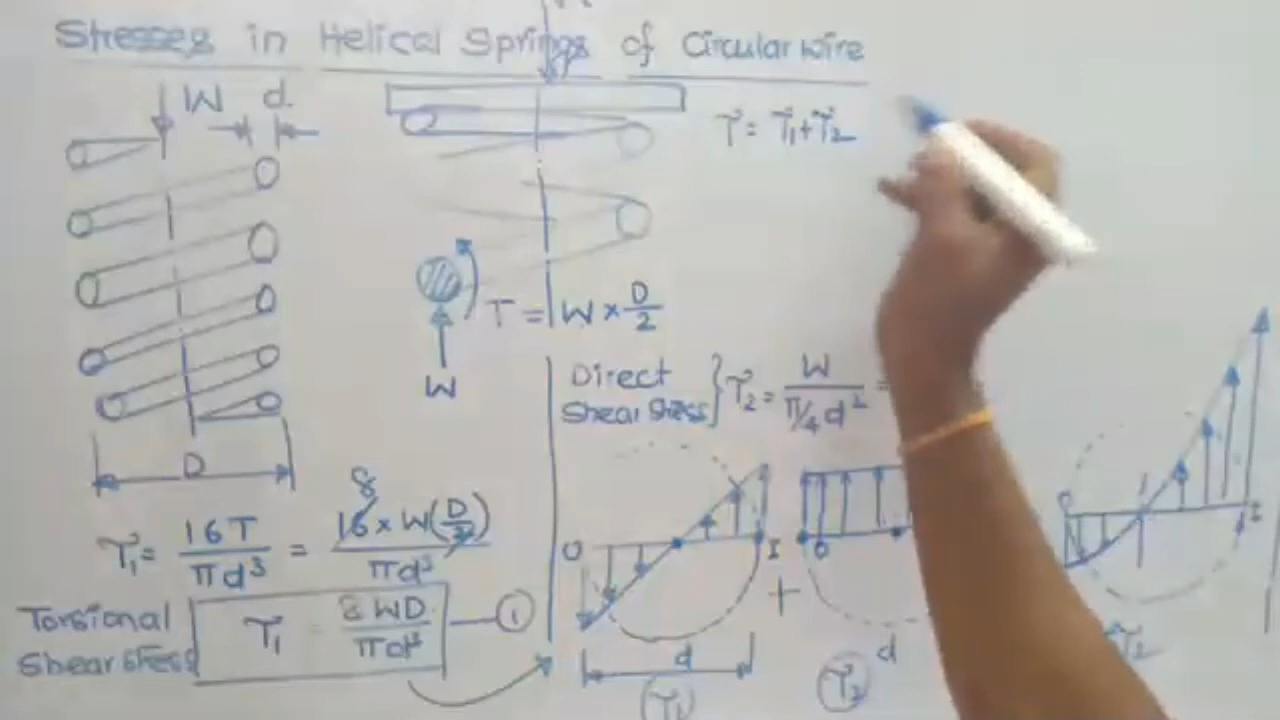 Stresses in Helical Springs of Circular wire
W d
τ = τ₁+τ₂
T = W × D/2
W
Direct Shear Stress } τ₂ = W / π/4 d² =
D
τ₁ = 16T / πd³ = 16 × W(D/2) / πd³
8
O I
O
I
+
Torsional Shear stress
τ₁ 8WD / πd³ — ①
d
d
τ₁
τ₂
τ₂